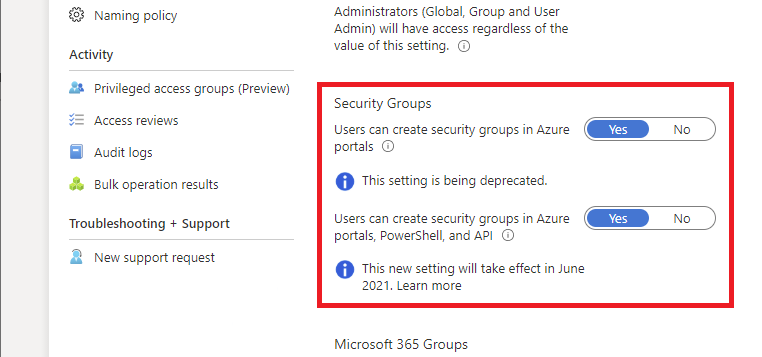 Naming policy
Activity
Privileged access groups (Preview)
Access reviews
Audit logs
Bulk operation results
Troubleshooting + Support
New support request
Administrators (Global, Group and User
Admin) will have access regardless of the
value of this setting.
Security Groups
Users can create security groups in Azure
portals
Yes No
This setting is being deprecated.
Users can create security groups in Azure
portals, PowerShell, and API
Yes No
This new setting will take effect in June
2021. Learn more
Microsoft 365 Groups